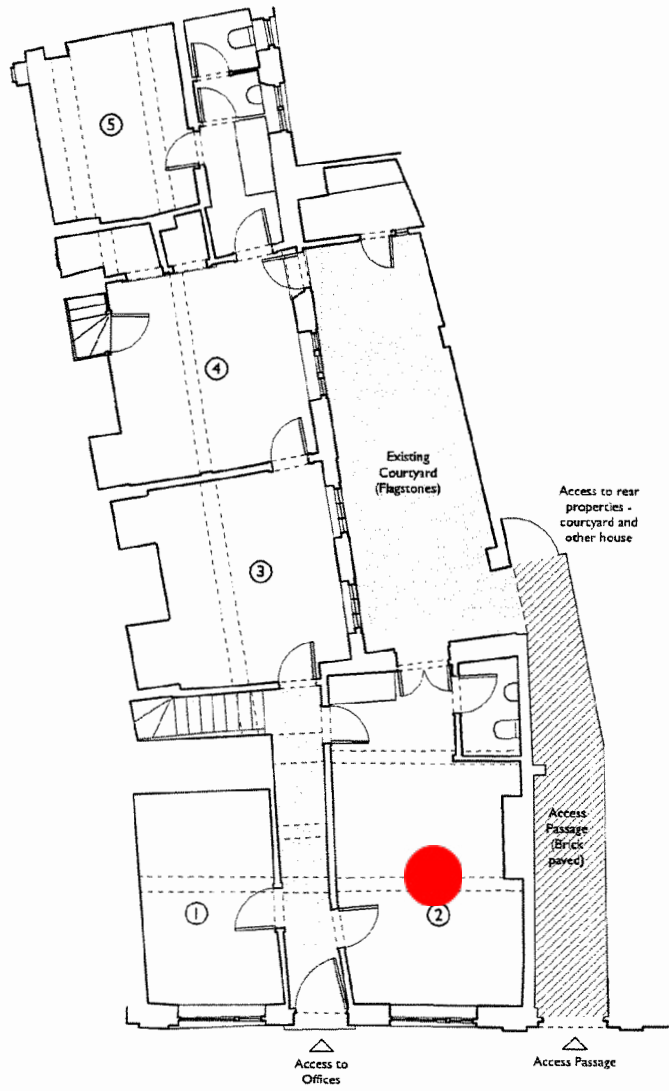 5
4
Existing
Courtyard
(Flagstones)
Access to rear
properties -
courtyard and
other house
3
Access
Passage
(Brick
paved)
1
2
Access to
Offices
Access Passage